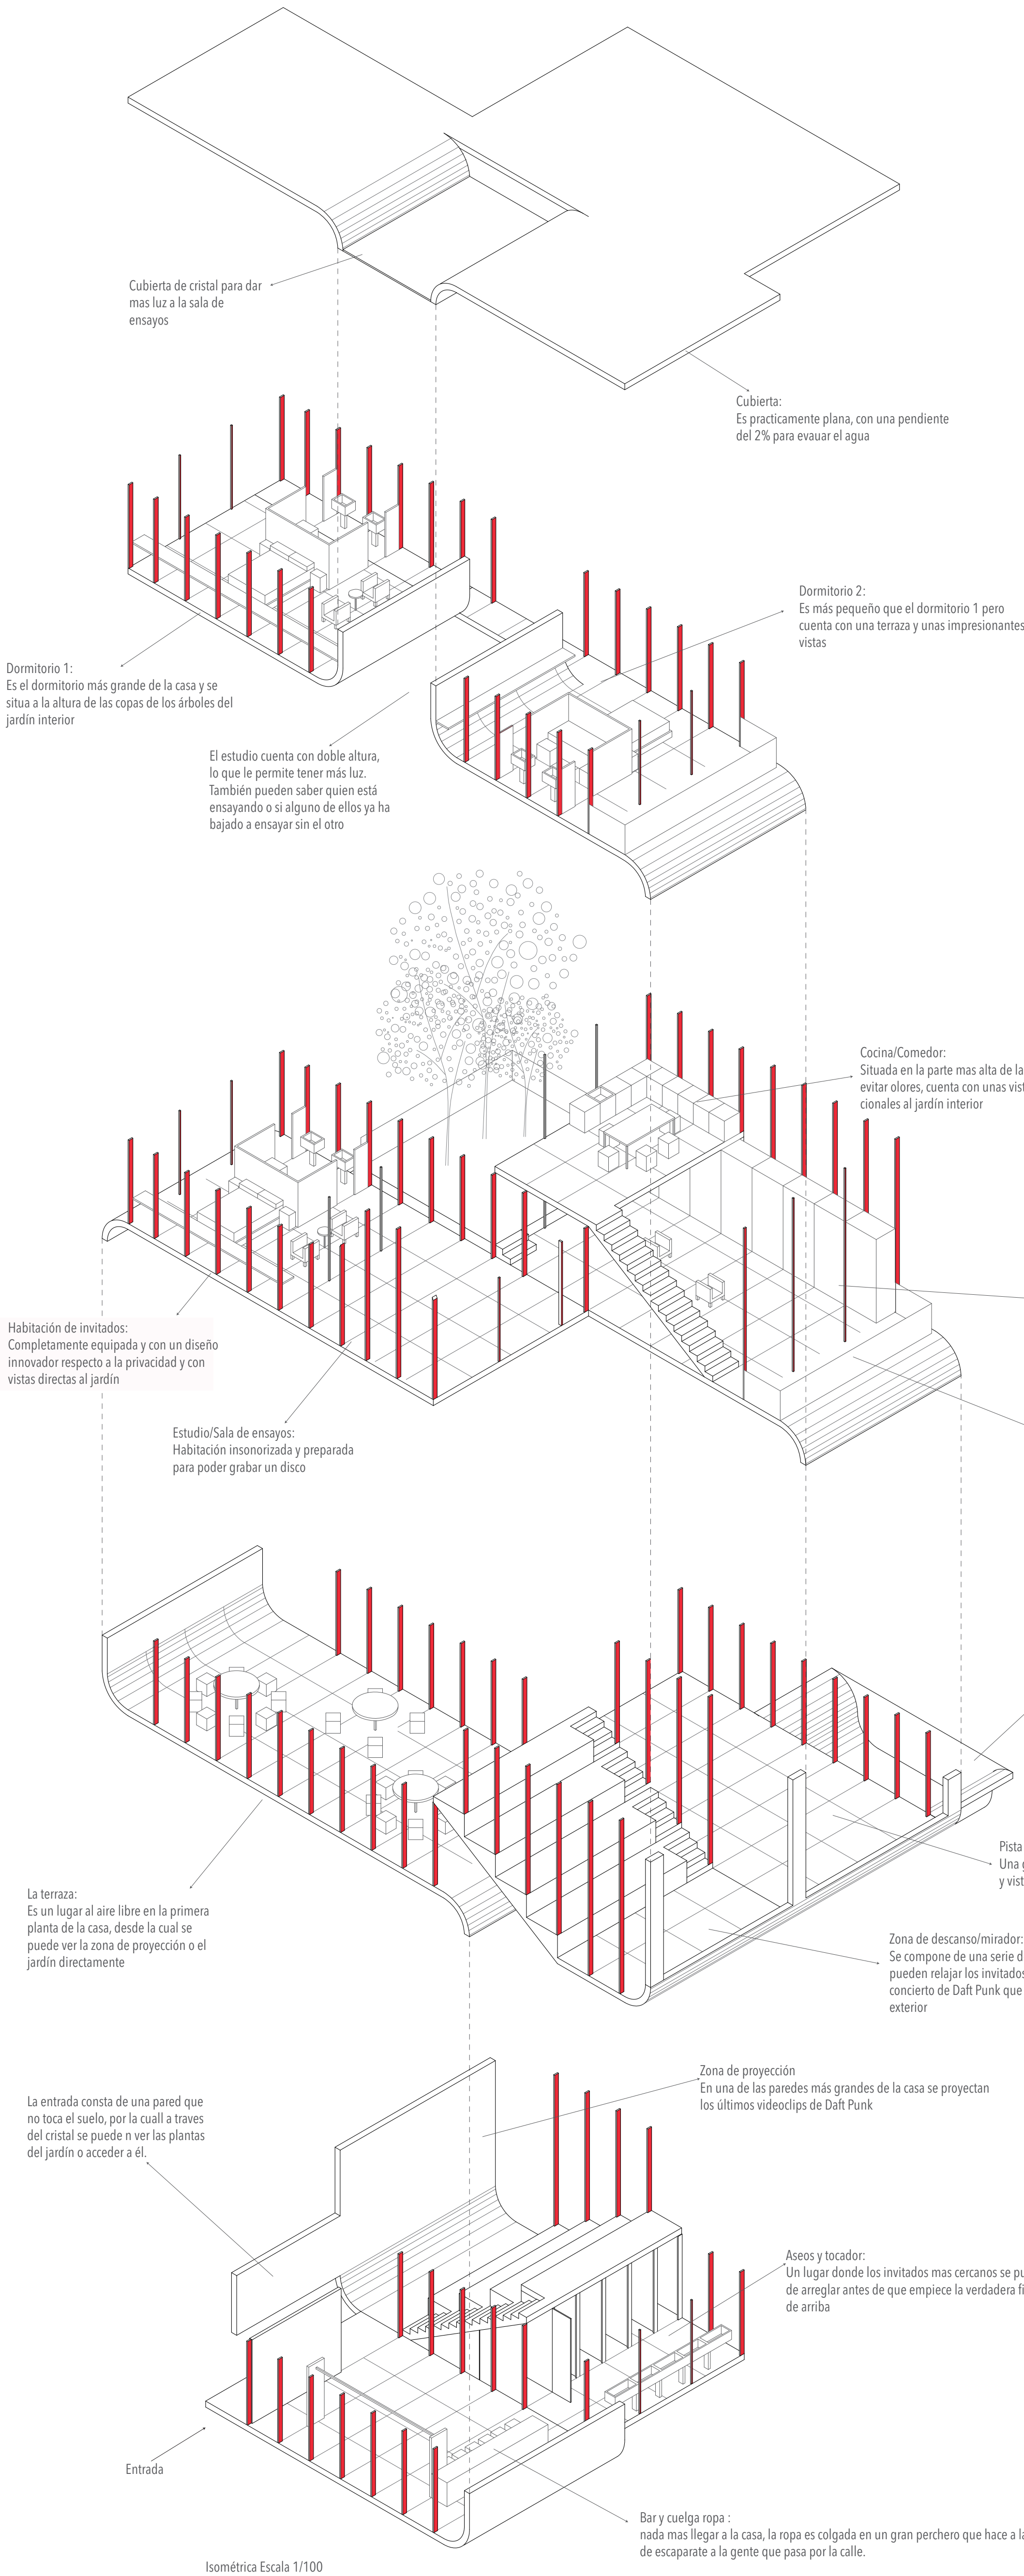 Cubierta de cristal para dar
mas luz a la sala de
ensayos
Cubierta:
Es practicamente plana, con una pendiente
del 2% para evauar el agua
Dormitorio 2:
Es más pequeño que el dormitorio 1 pero
cuenta con una terraza y unas impresionantes
vistas
Dormitorio 1:
Es el dormitorio más grande de la casa y se
situa a la altura de las copas de los árboles del
jardín interior
El estudio cuenta con doble altura,
lo que le permite tener más luz.
También pueden saber quien está
ensayando o si alguno de ellos ya ha
bajado a ensayar sin el otro
Cocina/Comedor:
Situada en la parte mas alta de la
evitar olores, cuenta con unas vist
cionales al jardín interior
Habitación de invitados:
Completamente equipada y con un diseño
innovador respecto a la privacidad y con
vistas directas al jardín
Estudio/Sala de ensayos:
Habitación insonorizada y preparada
para poder grabar un disco
Pista
Una g
y vist
La terraza:
Es un lugar al aire libre en la primera
planta de la casa, desde la cual se
puede ver la zona de proyección o el
jardín directamente
Zona de descanso/mirador:
Se compone de una serie d
pueden relajar los invitados
concierto de Daft Punk que
exterior
Zona de proyección
En una de las paredes más grandes de la casa se proyectan
los últimos videoclips de Daft Punk
La entrada consta de una pared que
no toca el suelo, por la cuall a traves
del cristal se puede n ver las plantas
del jardín o acceder a él.
Aseos y tocador:
Un lugar donde los invitados mas cercanos se pu
de arreglar antes de que empiece la verdadera fi
de arriba
Entrada
Bar y cuelga ropa :
nada mas llegar a la casa, la ropa es colgada en un gran perchero que hace a la
de escaparate a la gente que pasa por la calle.
Isométrica Escala 1/100